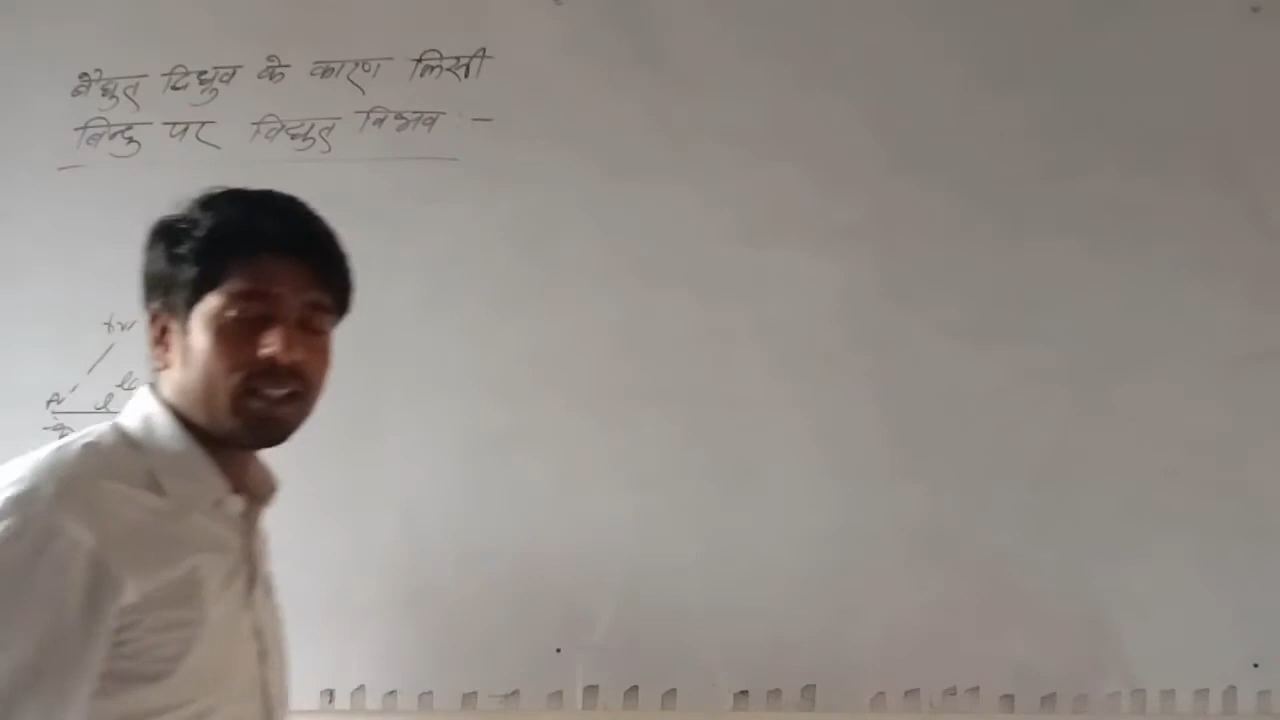 वैद्युत द्विध्रुव के कारण किसी
बिन्दु पर विद्युत विभव :-
l